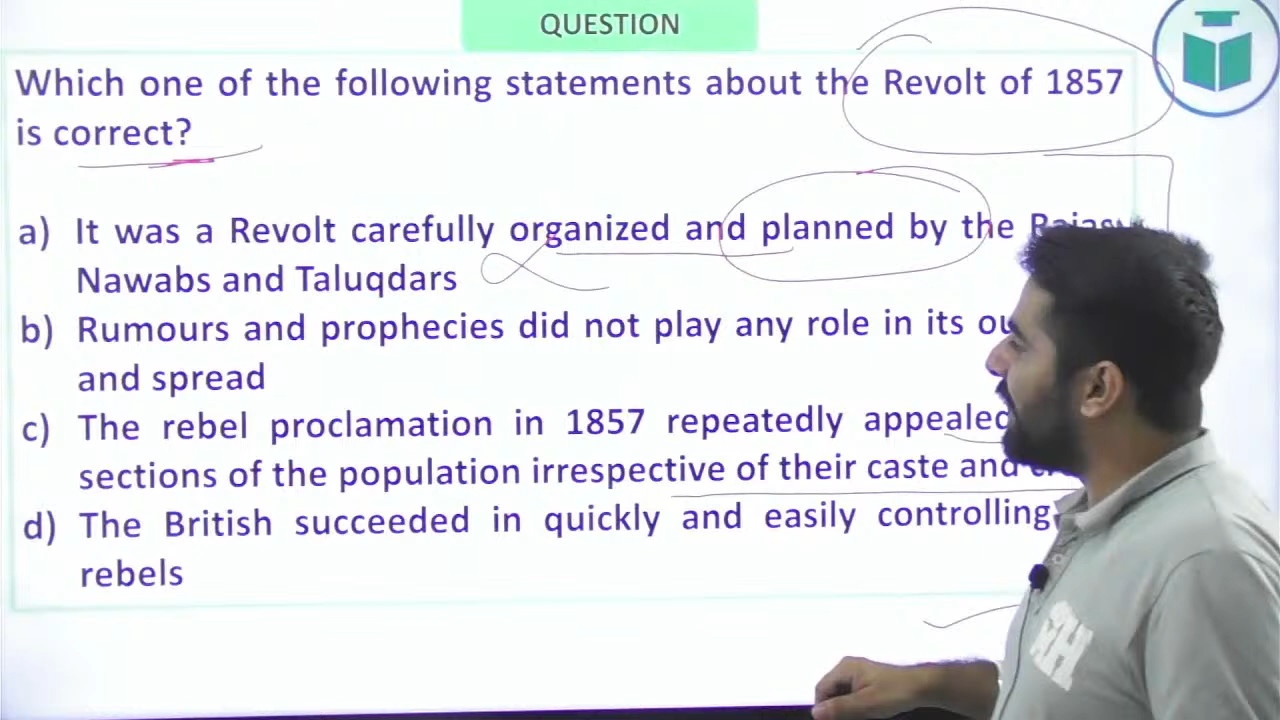 QUESTION
Which one of the following statements about the Revolt of 1857
is correct?
a) It was a Revolt carefully organized and planned by the
Nawabs and Taluqdars
b) Rumours and prophecies did not play any role in its
and spread
c) The rebel proclamation in 1857 repeatedly appealed
sections of the population irrespective of their caste and
d) The British succeeded in quickly and easily controlling
rebels